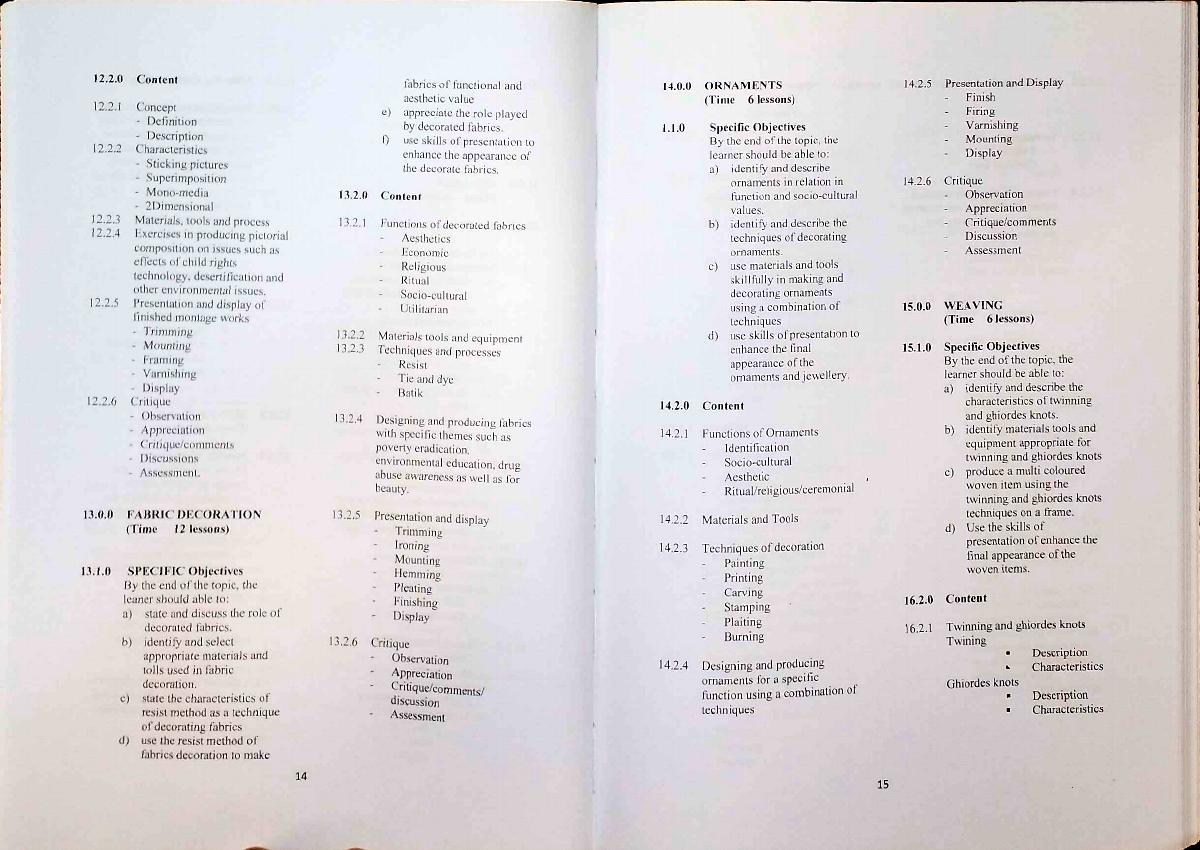 12.2.0 Content
12.2.1 Concept
- Definition
- Description
12.2.2 Characteristics
- Sticking pictures
- Superimposition
- Mono-media
- 2Dimensional
12.2.3 Materials, tools and process
12.2.4 Exercises in producing pictorial
composition on issues such as
effects of child rights
technology, desertification and
other environmental issues.
12.2.5 Presentation and display of
finished montage works
- Trimming
- Mounting
- Framing
- Varnishing
- Display
12.2.6 Critique
- Observation
- Appreciation
- Critique/comments
- Discussions
- Assessment.
13.0.0 FABRIC DECORATION
(Time 12 lessons)
13.1.0 SPECIFIC Objectives
By the end of the topic, the
leaner should able to:
a) state and discuss the role of
decorated fabrics.
b) identify and select
appropriate materials and
tolls used in fabric
decoration.
c) state the characteristics of
resist method as a technique
of decorating fabrics
d) use the resist method of
fabrics decoration to make
fabrics of functional and
aesthetic value
e) appreciate the role played
by decorated fabrics.
f) use skills of presentation to
enhance the appearance of
the decorate fabrics.
13.2.0 Content
13.2.1 Functions of decorated fabrics
- Aesthetics
- Economic
- Religious
- Ritual
- Socio-cultural
- Utilitarian
13.2.2 Materials tools and equipment
13.2.3 Techniques and processes
- Resist
- Tie and dye
- Batik
13.2.4 Designing and producing fabrics
with specific themes such as
poverty eradication,
environmental education, drug
abuse awareness as well as for
beauty.
13.2.5 Presentation and display
- Trimming
- Ironing
- Mounting
- Hemming
- Pleating
- Finishing
- Display
13.2.6 Critique
- Observation
- Appreciation
- Critique/comments/
discussion
- Assessment
14
14.0.0 ORNAMENTS
(Time 6 lessons)
1.1.0 Specific Objectives
By the end of the topic, the
learner should be able to:
a) identify and describe
ornaments in relation in
function and socio-cultural
values.
b) identify and describe the
techniques of decorating
ornaments.
c) use materials and tools
skillfully in making and
decorating ornaments
using a combination of
techniques
d) use skills of presentation to
enhance the final
appearance of the
ornaments and jewellery.
14.2.0 Content
14.2.1 Functions of Ornaments
- Identification
- Socio-cultural
- Aesthetic
- Ritual/religious/ceremonial
14.2.2 Materials and Tools
14.2.3 Techniques of decoration
- Painting
- Printing
- Carving
- Stamping
- Plaiting
- Burning
14.2.4 Designing and producing
ornaments for a specific
function using a combination of
techniques
14.2.5 Presentation and Display
- Finish
- Firing
- Varnishing
- Mounting
- Display
14.2.6 Critique
- Observation
- Appreciation
- Critique/comments
- Discussion
- Assessment
15.0.0 WEAVING
(Time 6 lessons)
15.1.0 Specific Objectives
By the end of the topic, the
learner should be able to:
a) identify and describe the
characteristics of twinning
and ghiordes knots.
b) identify materials tools and
equipment appropriate for
twinning and ghiordes knots
c) produce a multi coloured
woven item using the
twinning and ghiordes knots
techniques on a frame.
d) Use the skills of
presentation of enhance the
final appearance of the
woven items.
16.2.0 Content
16.2.1 Twinning and ghiordes knots
Twining
▪ Description
▪ Characteristics
Ghiordes knots
▪ Description
▪ Characteristics
15